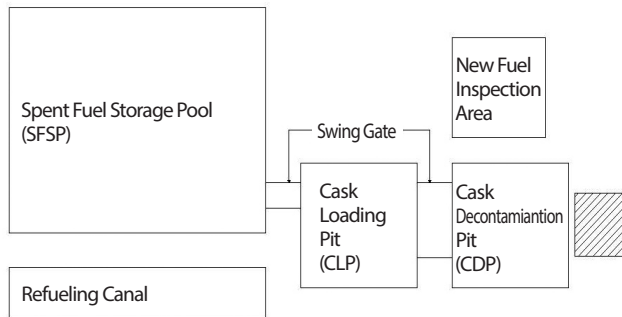 Spent Fuel Storage Pool
(SFSP)
New Fuel
Inspection
Area
Swing Gate
Cask
Loading
Pit
(CLP)
Cask
Decontamiantion
Pit
(CDP)
Refueling Canal